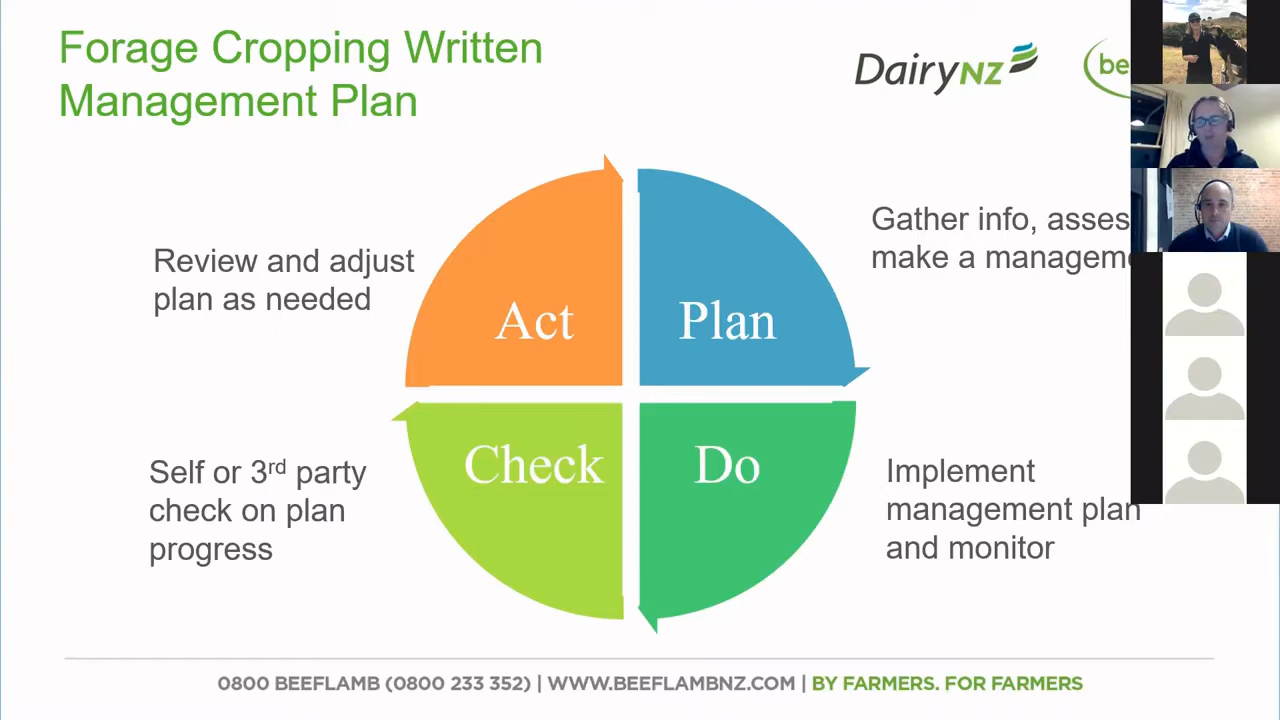 Forage Cropping Written
Management Plan
DairyNZ
be
Act
Plan
Check
Do
Review and adjust
plan as needed
Gather info, asses
make a managem
Self or 3rd party
check on plan
progress
Implement
management plan
and monitor
0800 BEEFLAMB (0800 233 352) | WWW.BEEFLAMBNZ.COM | BY FARMERS. FOR FARMERS